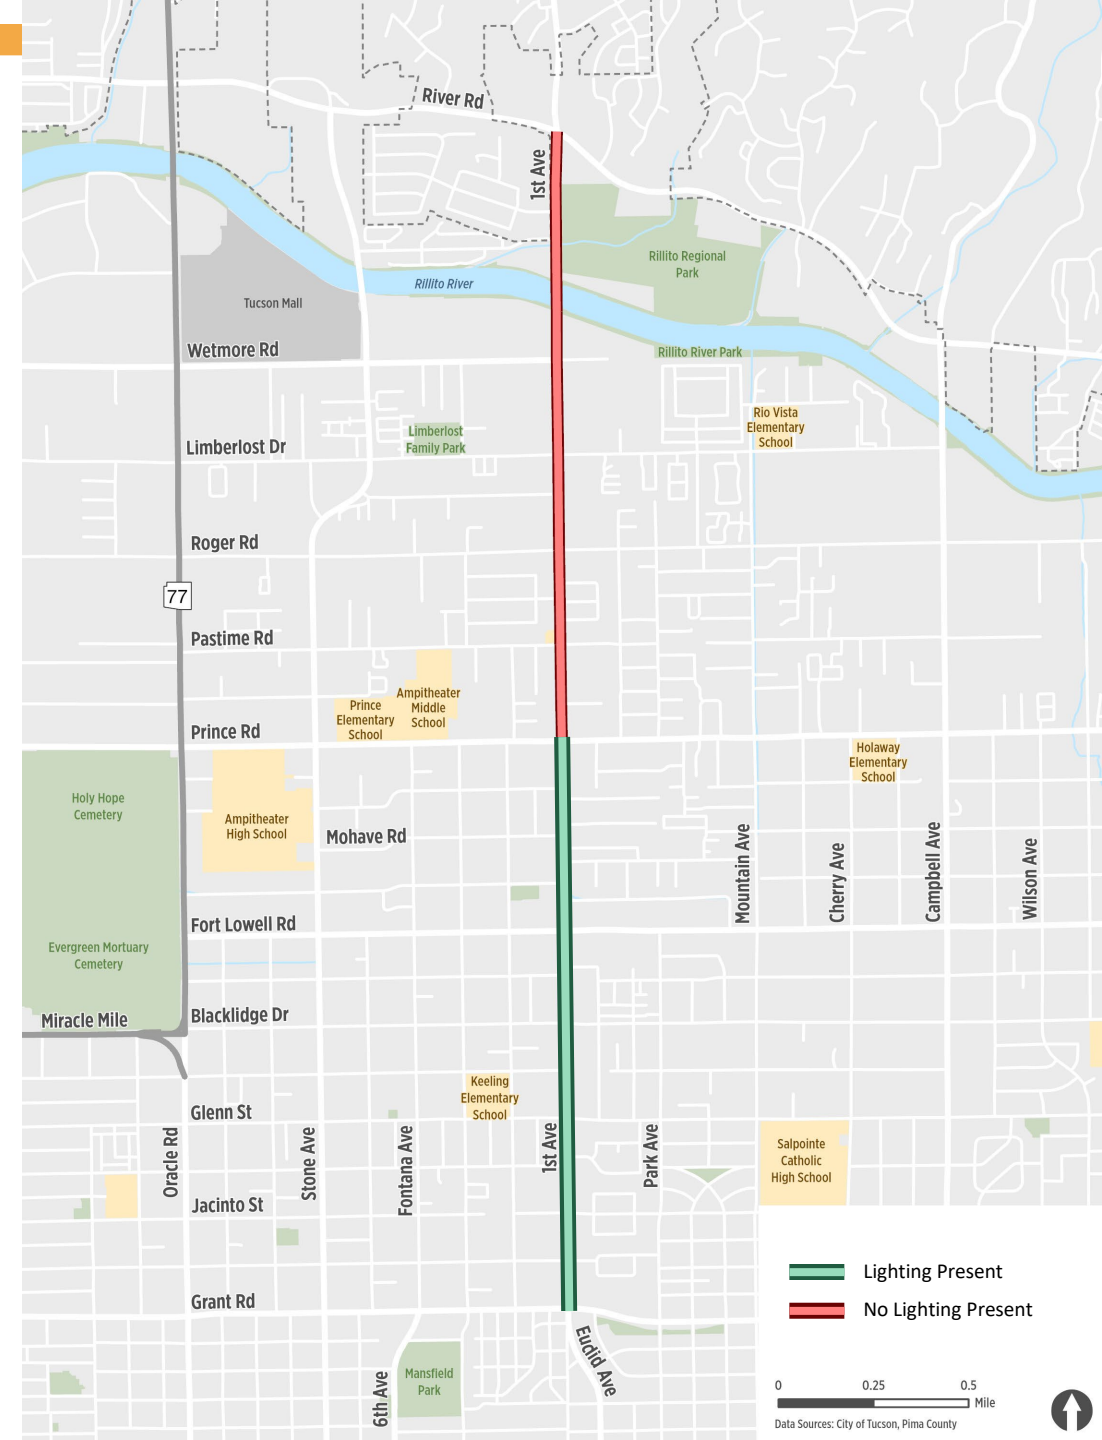 River Rd
1st Ave
Rillito Regional
Park
Rillito River
Tucson Mall
Wetmore Rd
Rillito River Park
Rio Vista
Elementary
School
Limberlost
Family Park
Limberlost Dr
Roger Rd
77
Pastime Rd
Ampitheater
Middle
School
Prince
Elementary
School
Prince Rd
Holaway
Elementary
School
Holy Hope
Cemetery
Ampitheater
High School
Mohave Rd
Mountain Ave
Cherry Ave
Campbell Ave
Wilson Ave
Fort Lowell Rd
Evergreen Mortuary
Cemetery
Miracle Mile
Blacklidge Dr
Keeling
Elementary
School
Glenn St
Oracle Rd
Stone Ave
Fontana Ave
1st Ave
Park Ave
Salpointe
Catholic
High School
Jacinto St
Lighting Present
Grant Rd
No Lighting Present
Euclid Ave
6th Ave
Mansfield
Park
0 0.25 0.5
Mile
Data Sources: City of Tucson, Pima County